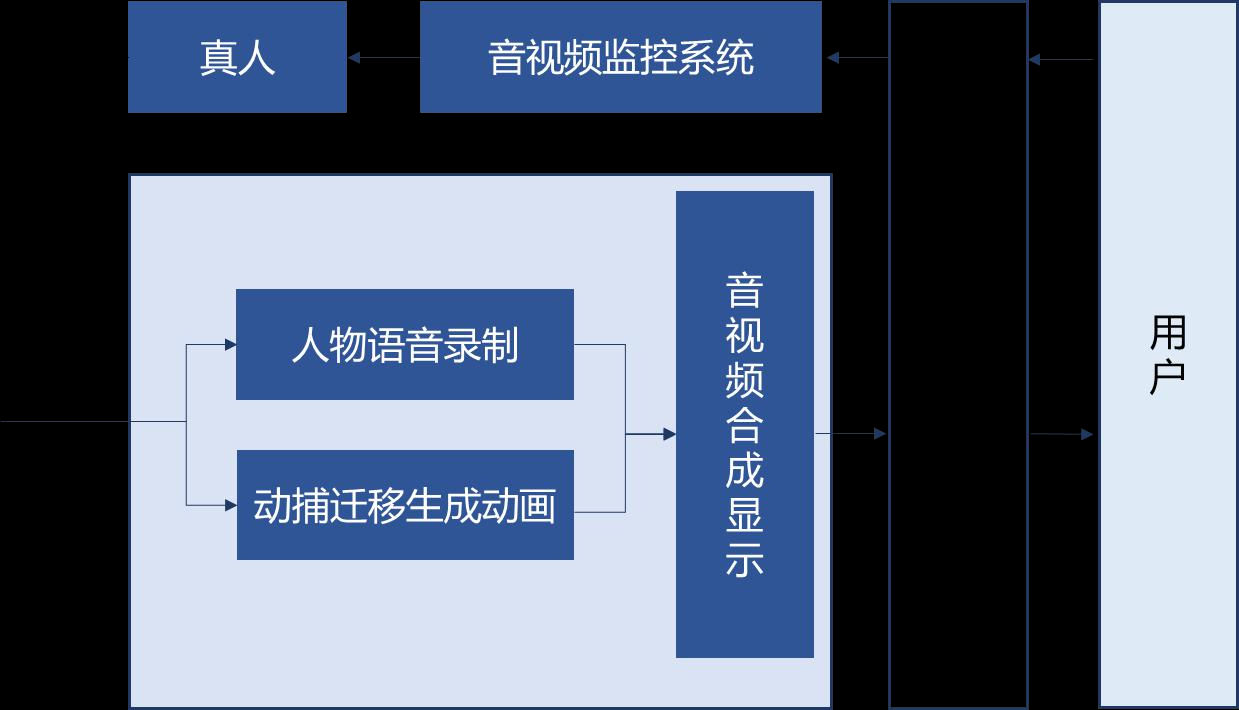 真人
音视频监控系统
人物语音录制
动捕迁移生成动画
音视频合成显示
用户